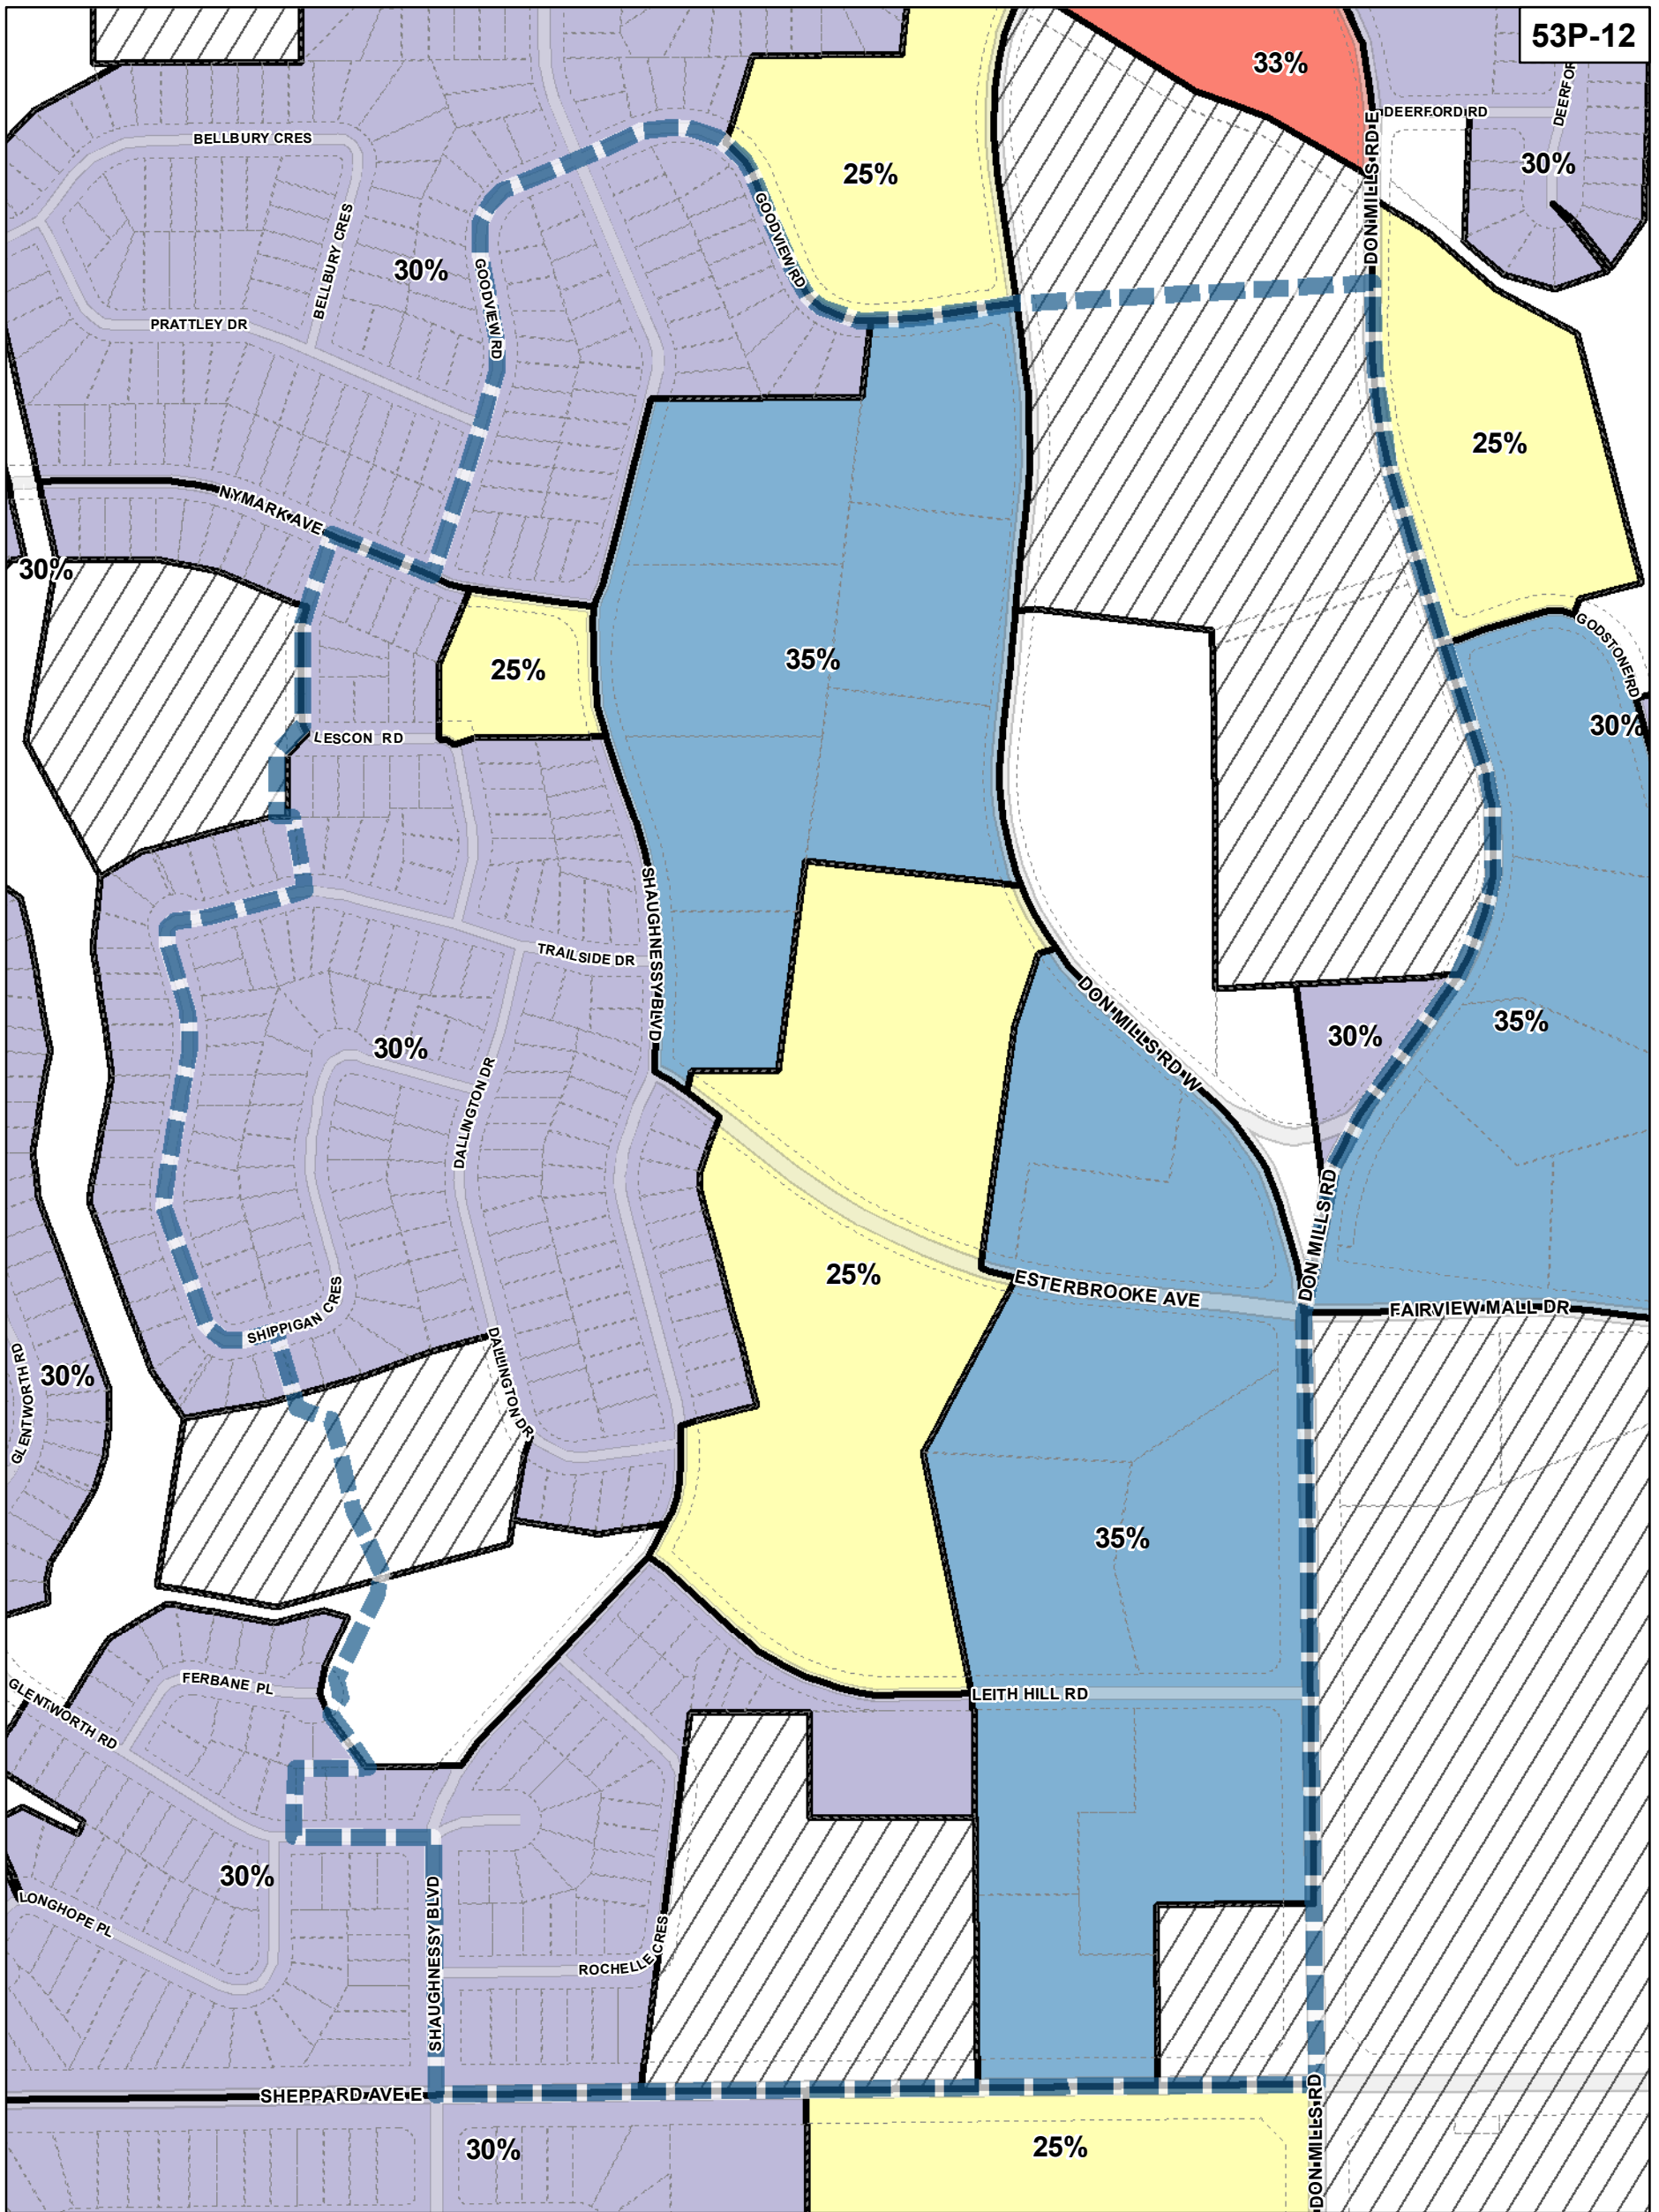 53P-12
33%
DEERFORD RD
DEERFOR
BELLBURY CRES
30%
25%
DON MILLS RD E
BELLBURY CRES
GOODVIEW RD
30%
GOODVIEW RD
PRATTLEY DR
25%
NYMARK AVE
30%
GODSTONE RD
25%
35%
30%
LESCON RD
SHAUGHNESSY BLVD
TRAILSIDE DR
DON MILLS RD W
30%
35%
30%
DALLINGTON DR
DON MILLS RD
25%
ESTERBROOKE AVE
FAIRVIEW MALL DR
SHIPPIGAN CRES
GLENTWORTH RD
30%
DALLINGTON DR
35%
FERBANE PL
LEITH HILL RD
GLENTWORTH RD
30%
LONGHOPE PL
SHAUGHNESSY BLVD
ROCHELLE CRES
SHEPPARD AVE E
30%
25%
DON MILLS RD